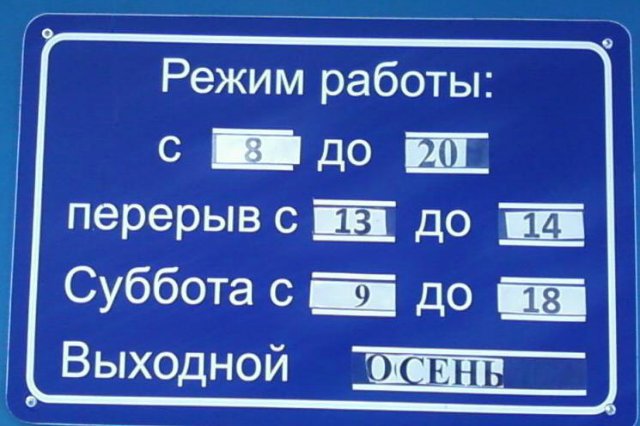 Режим работы:
с 8 до 20
перерыв с 13 до 14
Суббота с 9 до 18
Выходной ОСЕНЬ